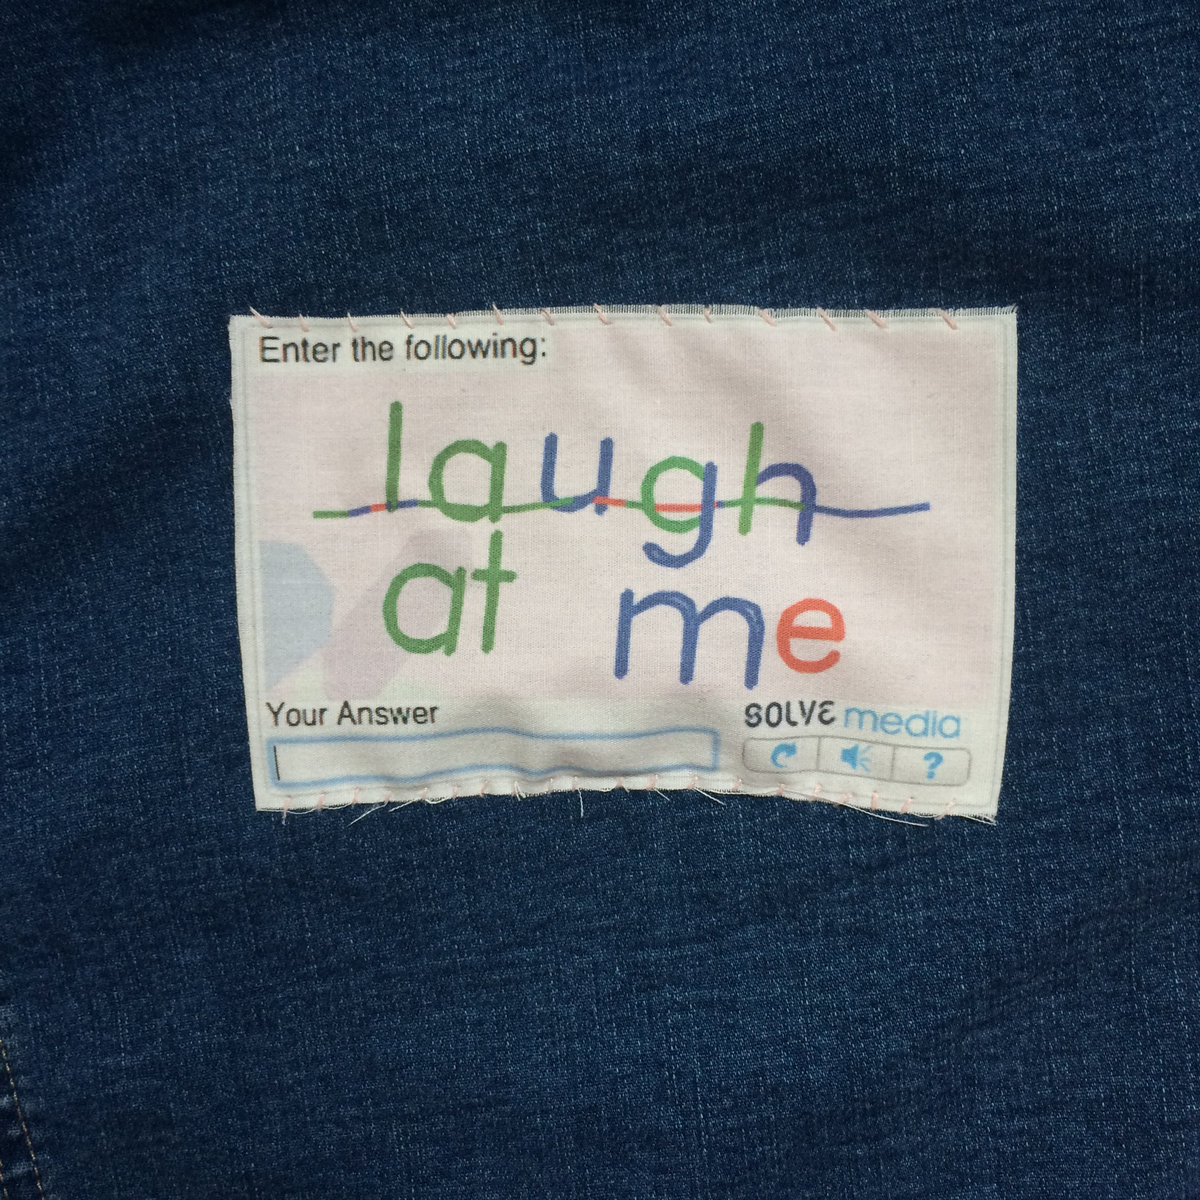 Enter the following:
laugh
at me
Your Answer
SOLVE media
?